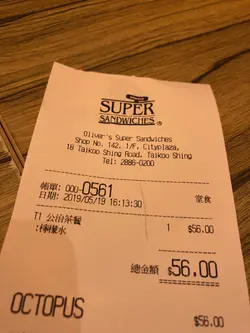 SUPER
SANDWICHES®
Oliver's Super Sandwiches
Shop No. 142, 1/F, Cityplaza,
18 Taikoo Shing Road, Taikoo Shing
Tel: 2886-0200
帳單: 000-0561 堂食
日期: 2019/05/19 16:13:30
T1 公怡茶餐 1 $56.00
凍檸水
總金額 $56.00
OCTOPUS $56.00